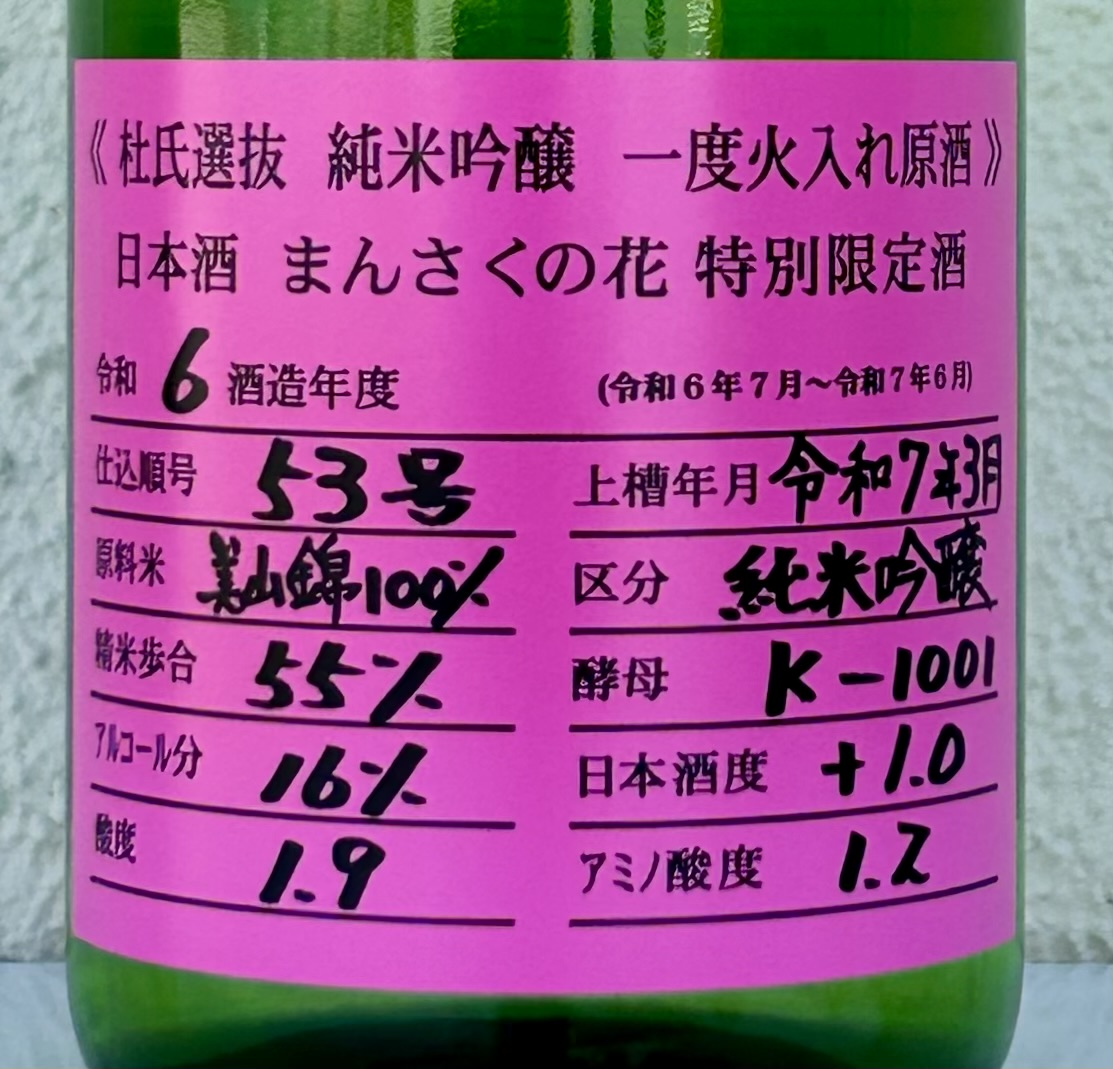 《杜氏選抜 純米吟醸 一度火入れ原酒》
日本酒 まんさくの花 特別限定酒
令和 6 酒造年度 (令和6年7月～令和7年6月)
仕込順号 53号 上槽年月 令和7年3月
原料米 美山錦100% 区分 純米吟醸
精米歩合 55% 酵母 K-1001
アルコール分 16% 日本酒度 +1.0
酸度 1.9 アミノ酸度 1.2